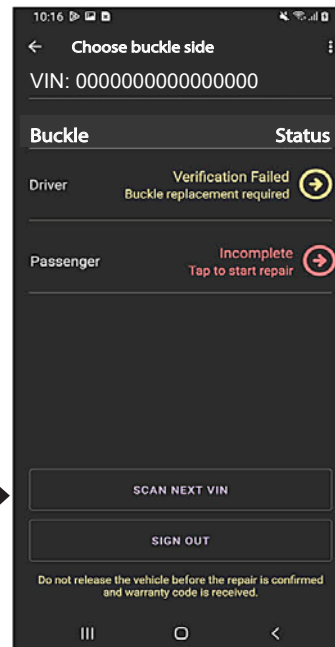 10:16
Choose buckle side
VIN: 0000000000000000
Buckle Status
Driver
Verification Failed
Buckle replacement required
Passenger
Incomplete
Tap to start repair
SCAN NEXT VIN
SIGN OUT
Do not release the vehicle before the repair is confirmed
and warranty code is received.